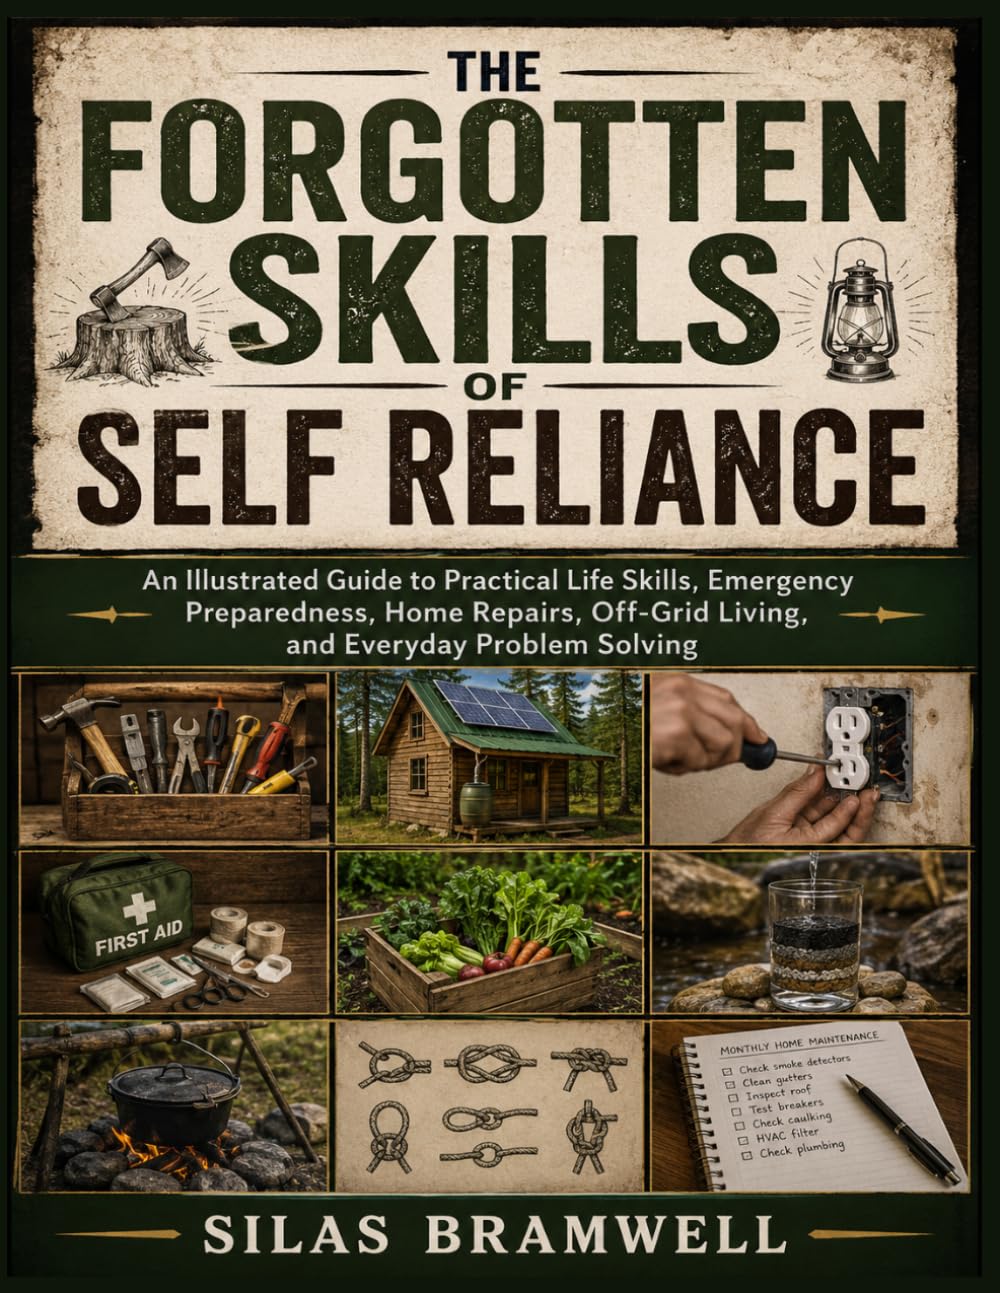 THE
FORGOTTEN
SKILLS
OF
SELF RELIANCE
An Illustrated Guide to Practical Life Skills, Emergency
Preparedness, Home Repairs, Off-Grid Living,
and Everyday Problem Solving
FIRST AID
MONTHLY HOME MAINTENANCE
Check smoke detectors
Clean gutters
Inspect roof
Test breakers
Check caulking
HVAC filter
Check plumbing
SILAS BRAMWELL